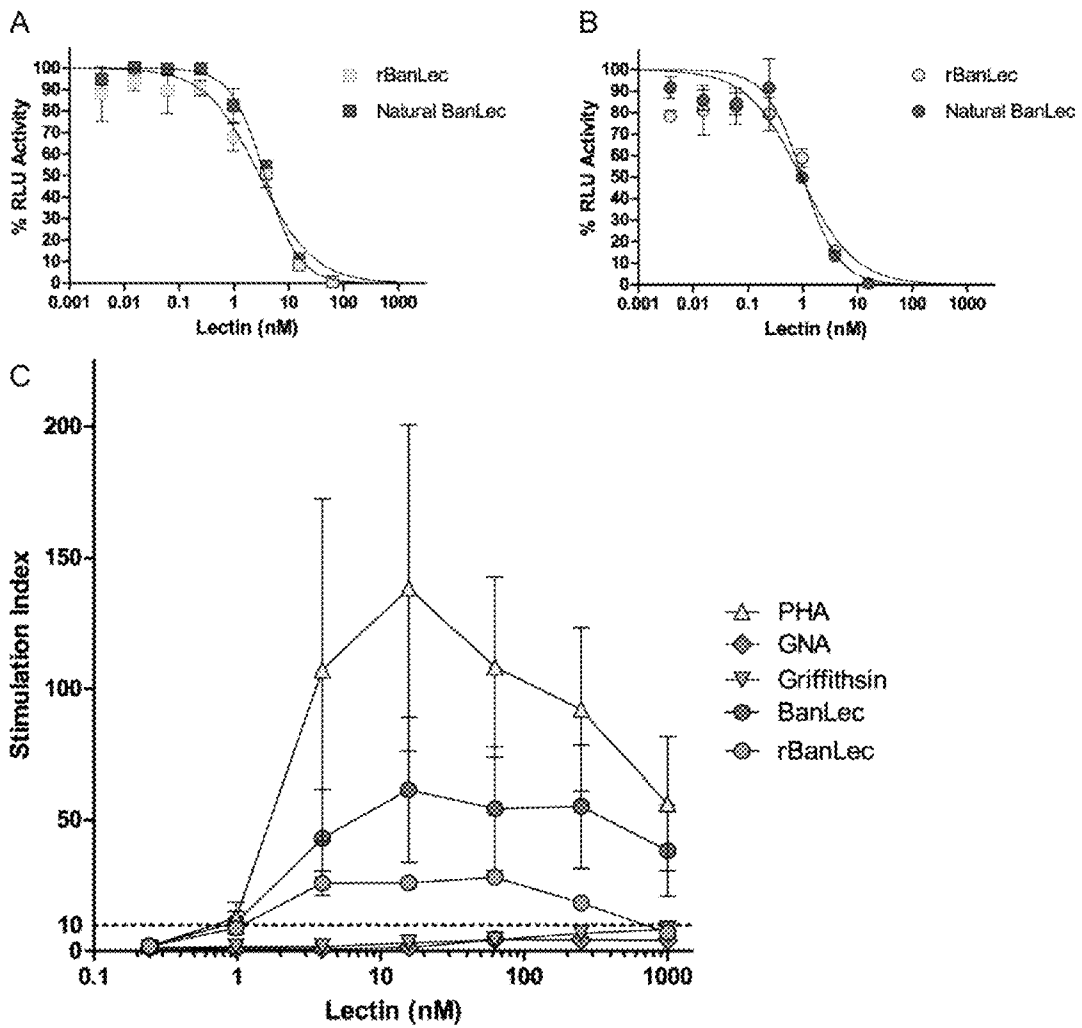 A
% RLU Activity
100
90
80
70
60
50
40
30
20
10
0
0.001 0.01 0.1 1 10 100 1000
Lectin (nM)
rBanLec
Natural BanLec
B
% RLU Activity
100
90
80
70
60
50
40
30
20
10
0
0.001 0.01 0.1 1 10 100 1000
Lectin (nM)
rBanLec
Natural BanLec
C
Stimulation Index
200
150
100
50
10
0
0.1 1 10 100 1000
Lectin (nM)
PHA
GNA
Griffithsin
BanLec
rBanLec